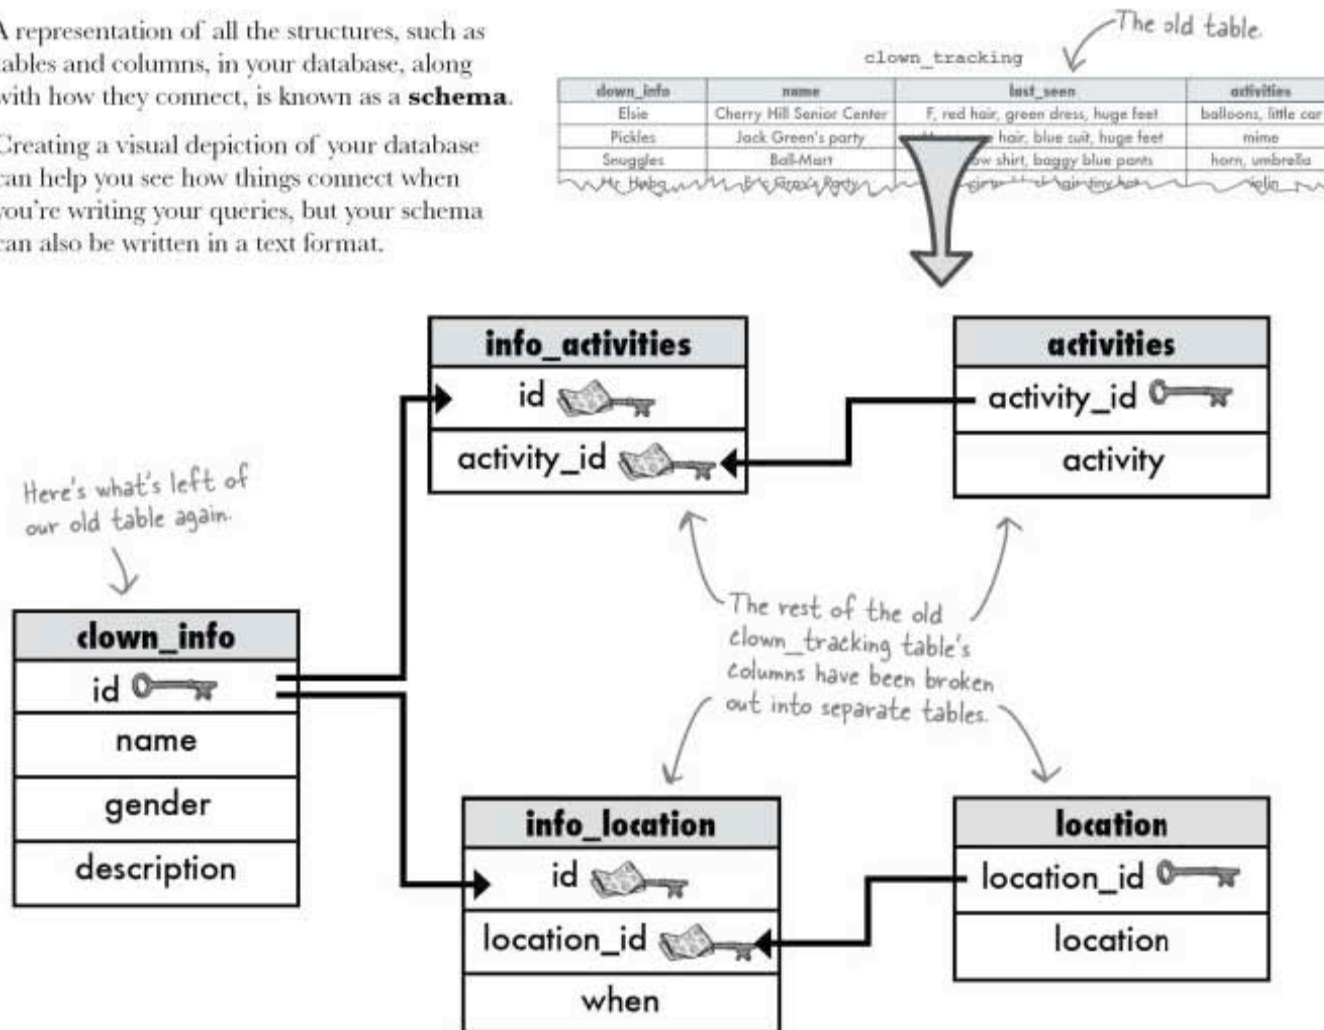 A representation of all the structures, such as
tables and columns, in your database, along
with how they connect, is known as a schema.
Creating a visual depiction of your database
can help you see how things connect when
you're writing your queries, but your schema
can also be written in a text format.
The old table.
clown_tracking
clown_info name last_seen activities
Elsie Cherry Hill Senior Center F, red hair, green dress, huge feet balloons, little car
Pickles Jack Green's party hair, blue suit, huge feet mime
Snuggles Ball-Mart shirt, baggy blue pants horn, umbrella
info_activities
id
activity_id
activities
activity_id
activity
Here's what's left of
our old table again.
clown_info
id
name
gender
description
The rest of the old
clown_tracking table's
columns have been broken
out into separate tables.
info_location
id
location_id
when
location
location_id
location